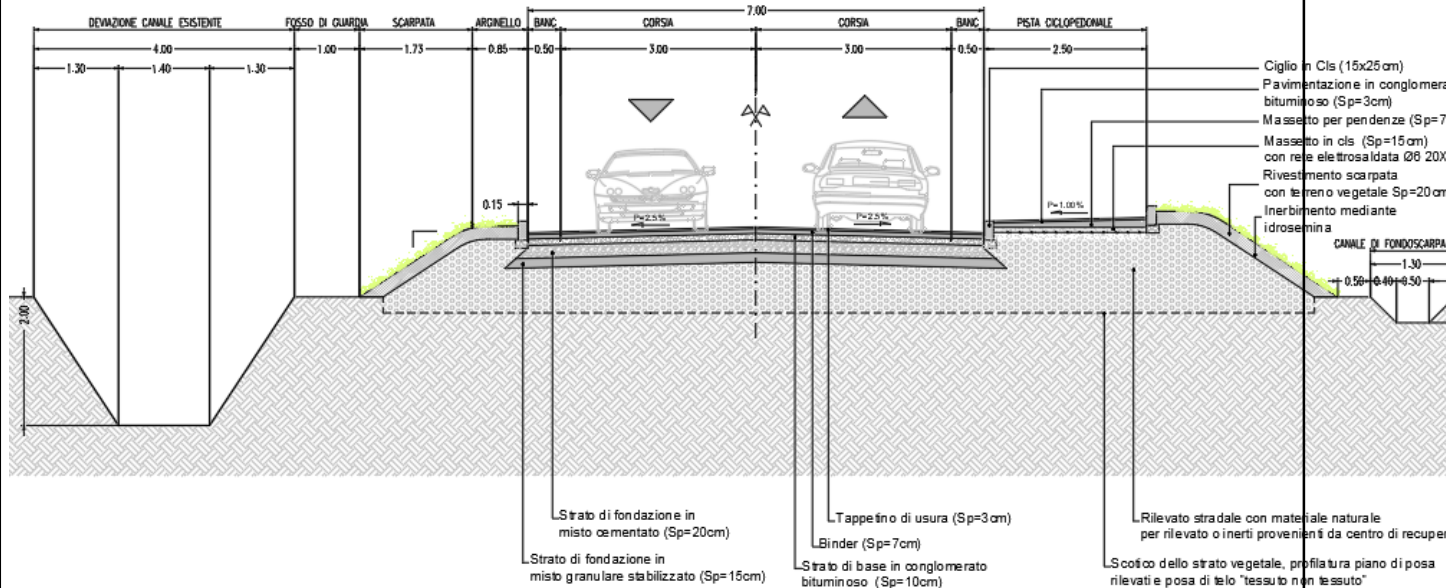 7.00
DEVIAZIONE CANALE ESISTENTE FOSSO DI GUARDIA SCARPATA ARGINELLO BANC CORSIA CORSIA BANC PISTA CICLOPEDONALE
4.00 1.00 1.73 0.85 0.50 3.00 3.00 0.50 2.50
1.30 1.40 1.30
Ciglio in Cls (15x25cm)
Pavimentazione in conglomera
bituminoso (Sp=3cm)
Massetto per pendenze (Sp=7
Massetto in cls (Sp=15cm)
con rete elettrosaldata Ø6 20X
Rivestimento scarpata
con terreno vegetale Sp=20cm
Inerbimento mediante
idrosemina
0.15
P=2.5% P=2.5% P=1.00%
CANALE DI FONDOSCARPA
1.30
0.50 0.40 0.50
2.00
Strato di fondazione in
misto cementato (Sp=20cm)
Strato di fondazione in
misto granulare stabilizzato (Sp=15cm)
Tappetino di usura (Sp=3cm)
Binder (Sp=7cm)
Strato di base in conglomerato
bituminoso (Sp=10cm)
Rilevato stradale con materiale naturale
per rilevato o inerti provenienti da centro di recuper
Scotico dello strato vegetale, profilatura piano di posa
rilevati e posa di telo "tessuto non tessuto"